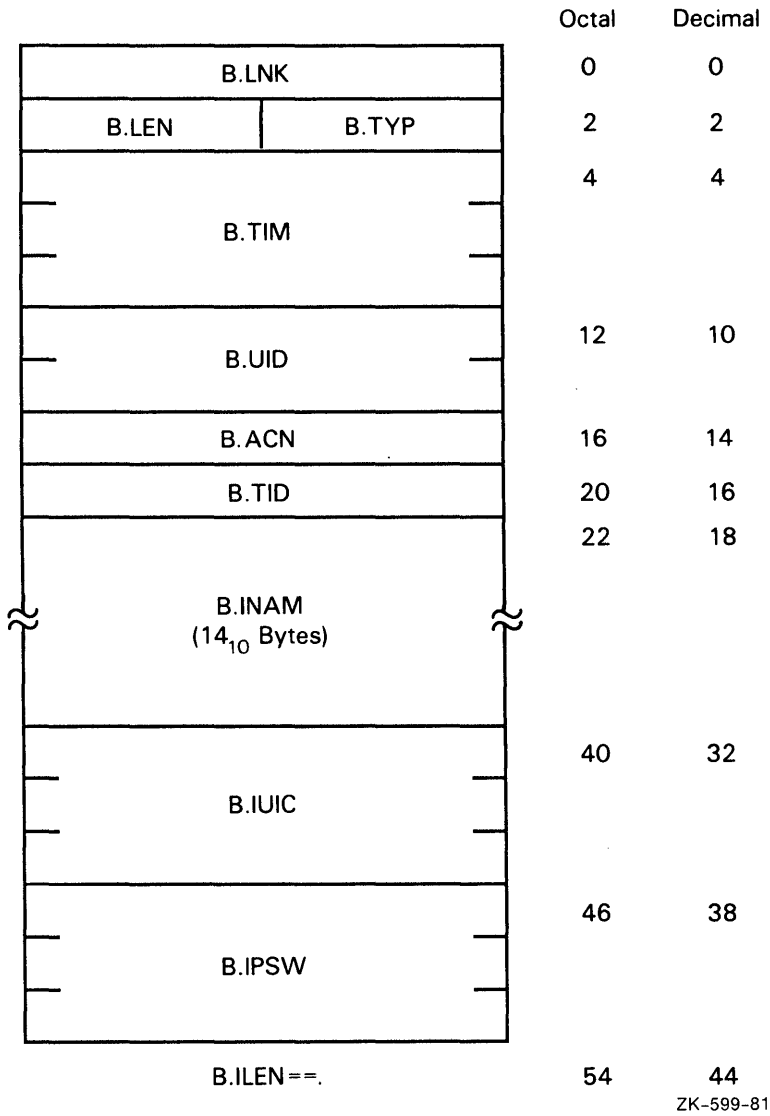 Octal Decimal
B.LNK 0 0
B.LEN B.TYP 2 2
4 4
B.TIM
12 10
B.UID
B.ACN 16 14
B.TID 20 16
22 18
B.INAM
(14₁₀ Bytes)
40 32
B.IUIC
46 38
B.IPSW
B.ILEN==. 54 44
ZK-599-81